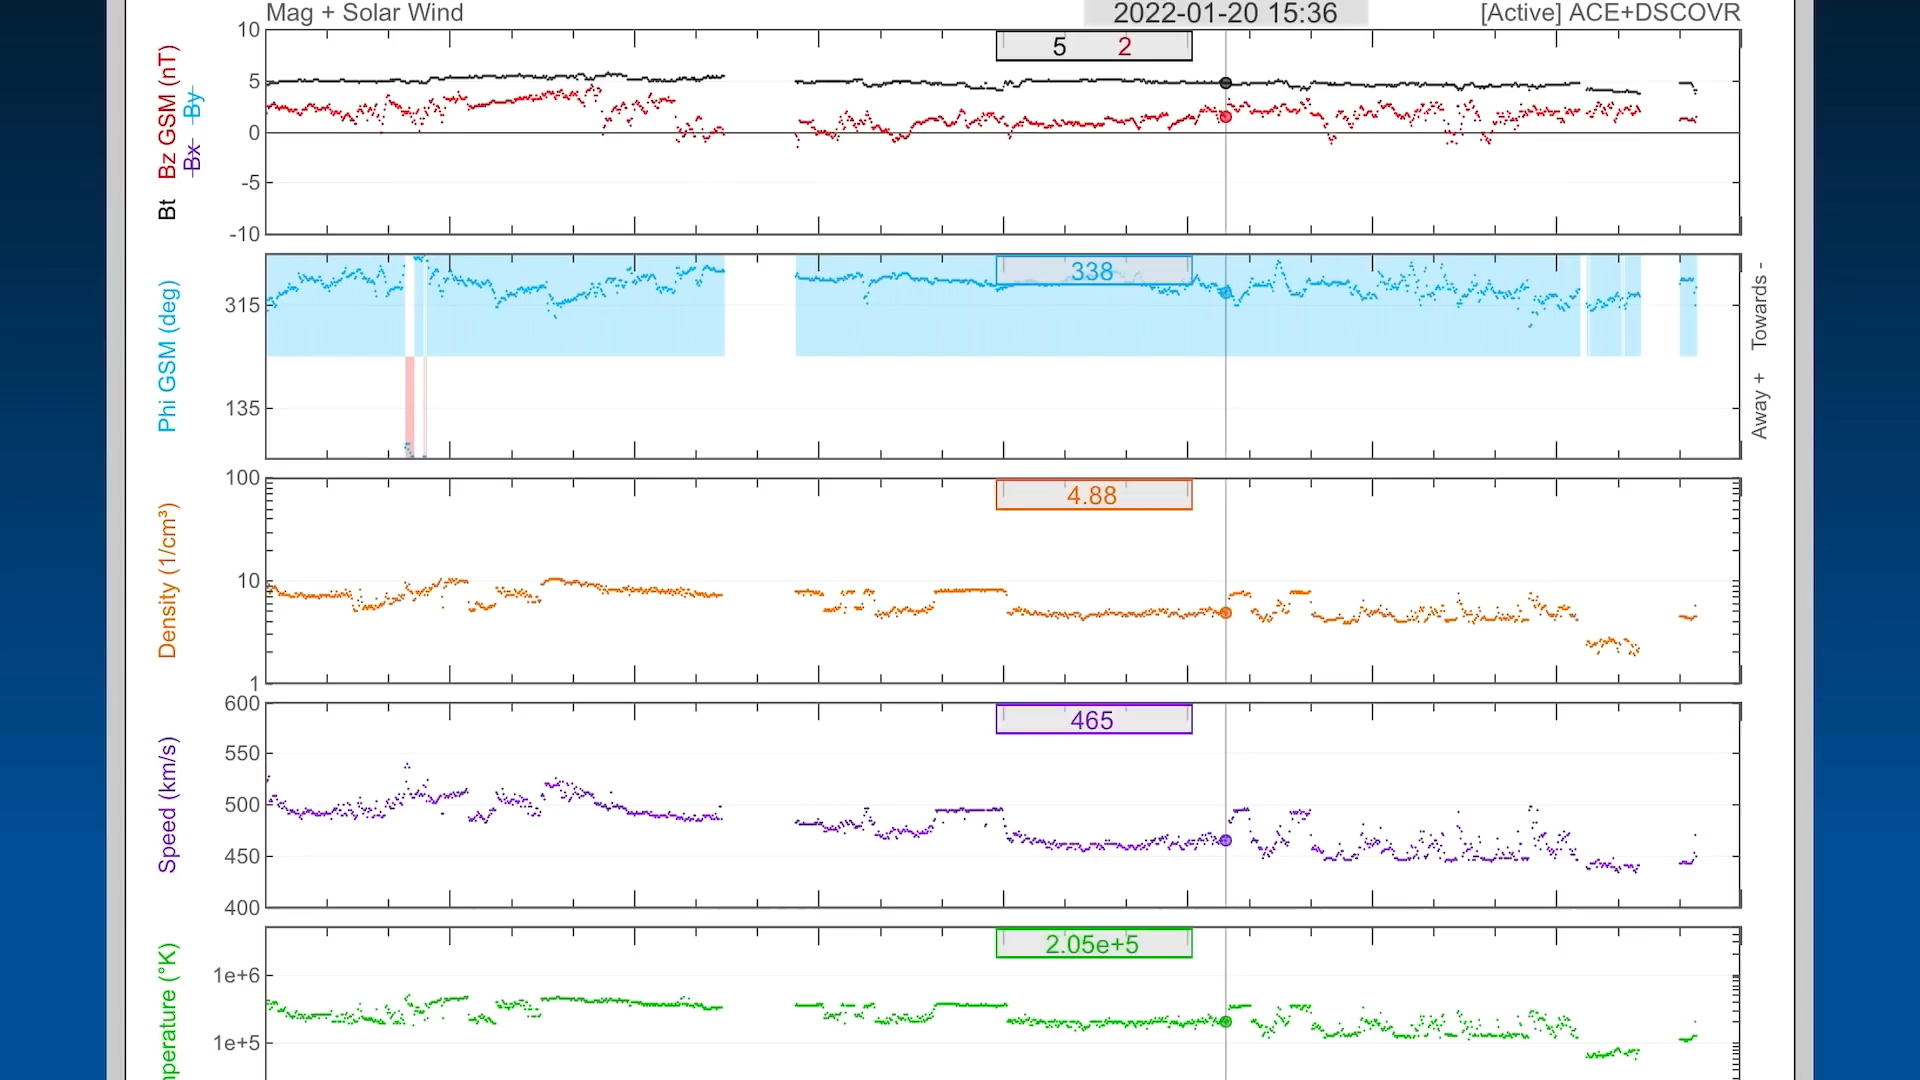 Mag + Solar Wind
2022-01-20 15:36
[Active] ACE+DSCOVR
Bt Bz GSM (nT)
Bx By
10
5
0
-5
-10
5 2
Phi GSM (deg)
315
135
338
Away + Towards -
Density (1/cm³)
100
10
1
4.88
Speed (km/s)
600
550
500
450
400
465
perature (°K)
1e+6
1e+5
2.05e+5